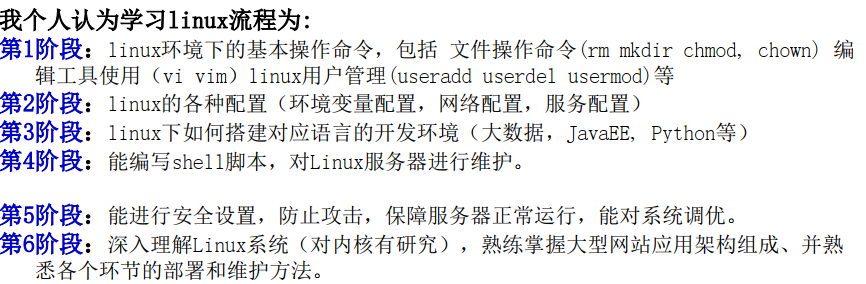 我个人认为学习linux流程为:
第1阶段：linux环境下的基本操作命令，包括 文件操作命令(rm mkdir chmod, chown) 编
辑工具使用（vi vim）linux用户管理(useradd userdel usermod)等
第2阶段：linux的各种配置（环境变量配置，网络配置，服务配置）
第3阶段：linux下如何搭建对应语言的开发环境（大数据，JavaEE, Python等）
第4阶段：能编写shell脚本，对Linux服务器进行维护。
第5阶段：能进行安全设置，防止攻击，保障服务器正常运行，能对系统调优。
第6阶段：深入理解Linux系统（对内核有研究），熟练掌握大型网站应用架构组成、并熟
悉各个环节的部署和维护方法。